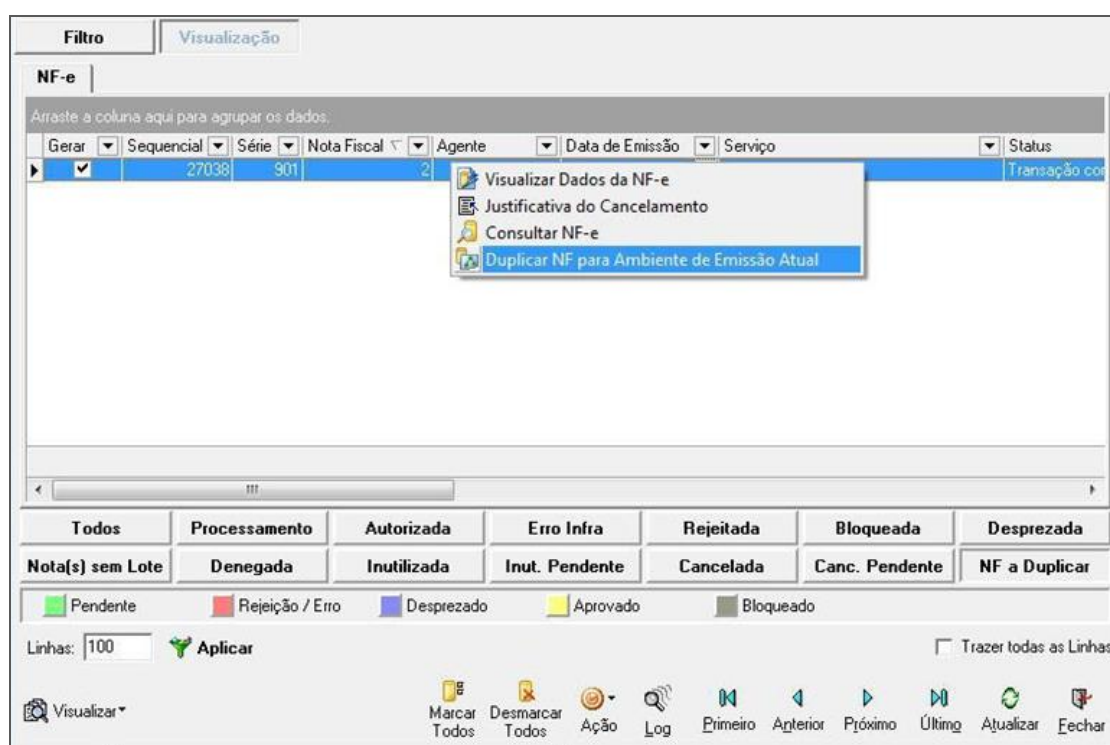 Filtro Visualização
NF-e
Arraste a coluna aqui para agrupar os dados.
Gerar Sequencial Série Nota Fiscal Agente Data de Emissão Serviço Status
27038 901 2 Transação con
Visualizar Dados da NF-e
Justificativa do Cancelamento
Consultar NF-e
Duplicar NF para Ambiente de Emissão Atual
Todos Processamento Autorizada Erro Infra Rejeitada Bloqueada Desprezada
Nota(s) sem Lote Denegada Inutilizada Inut. Pendente Cancelada Canc. Pendente NF a Duplicar
Pendente Rejeição / Erro Desprezado Aprovado Bloqueado
Linhas: 100 Aplicar Trazer todas as Linhas
Visualizar Marcar Todos Desmarcar Todos Ação Log Primeiro Anterior Próximo Último Atualizar Fechar